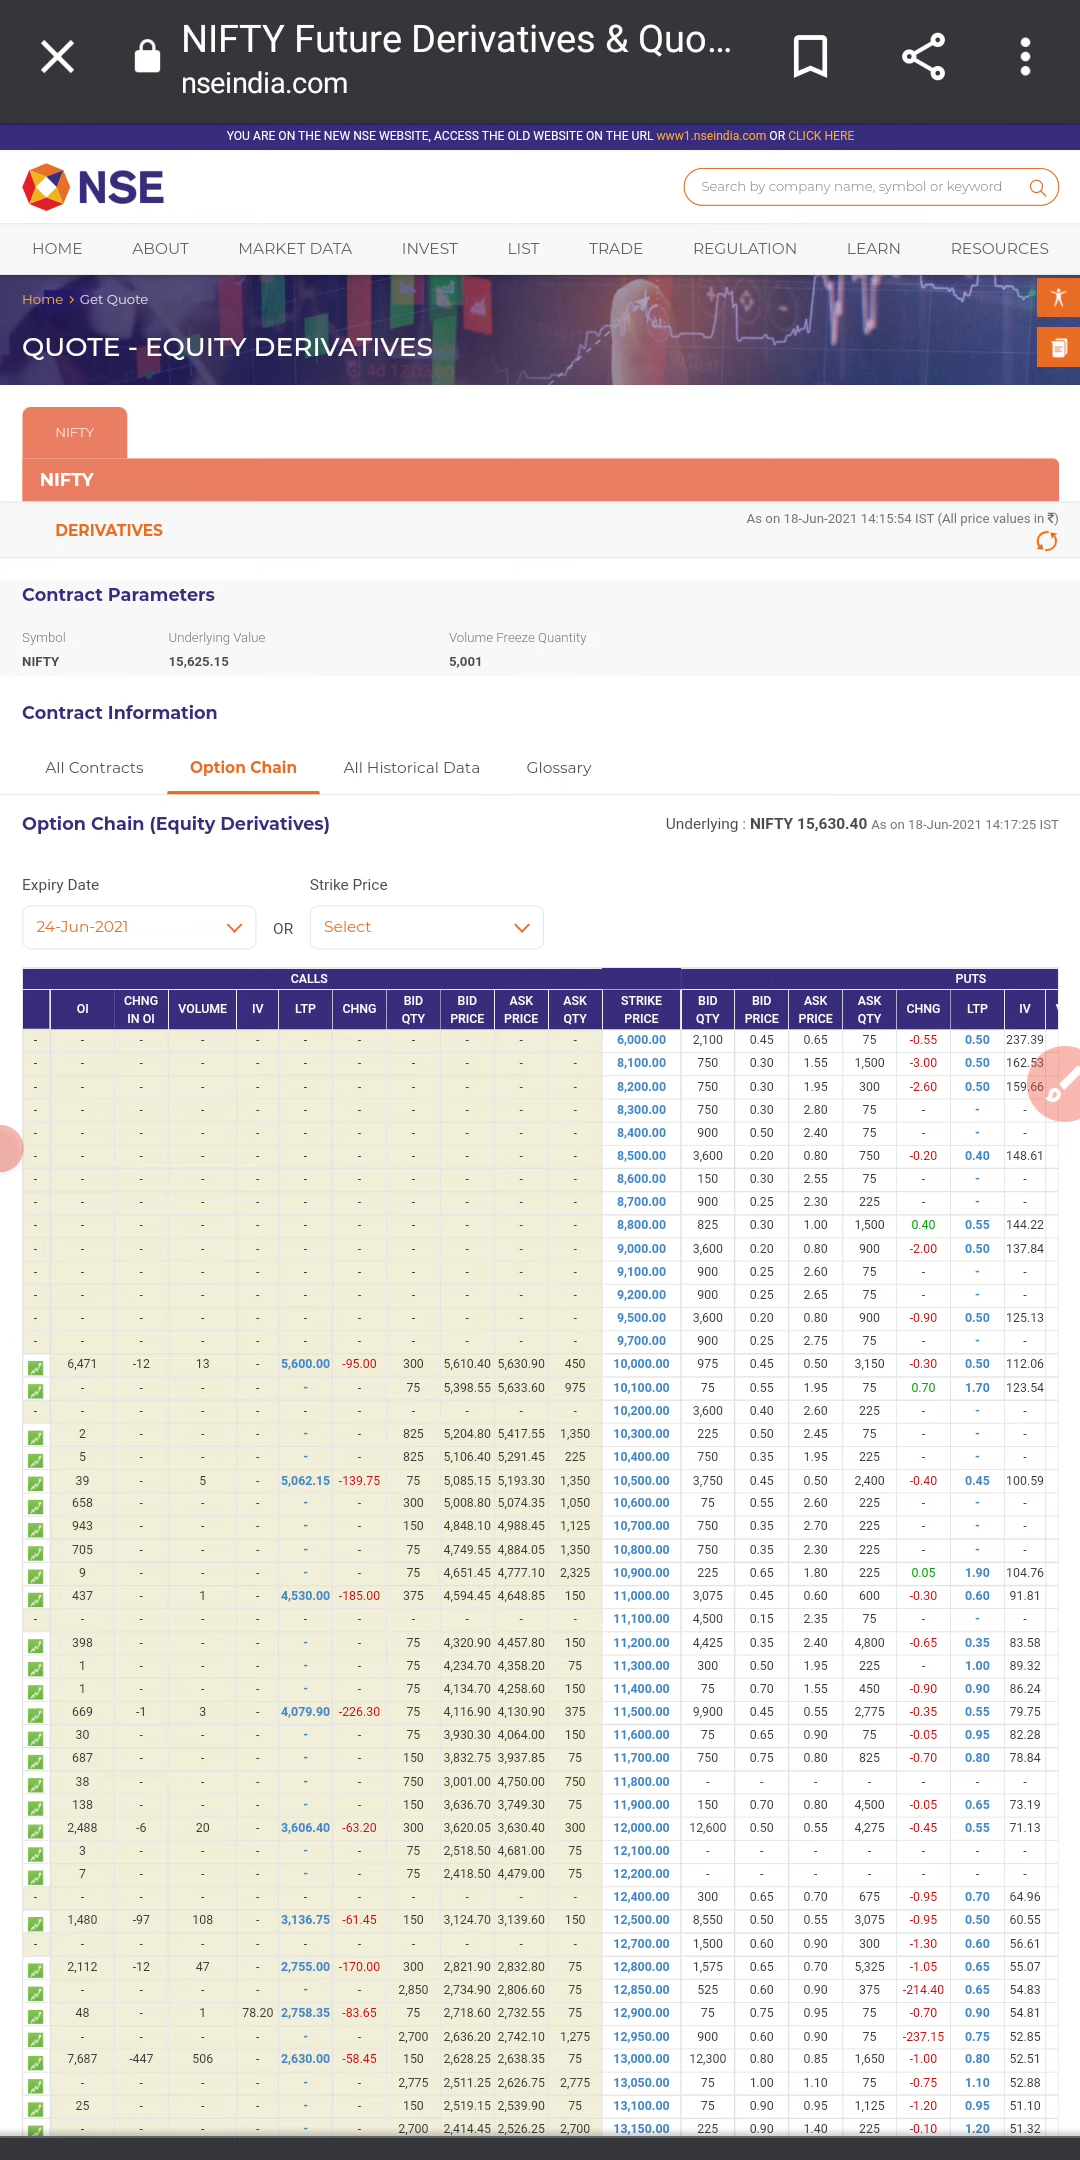 NIFTY Future Derivatives & Quo...
nseindia.com
YOU ARE ON THE NEW NSE WEBSITE, ACCESS THE OLD WEBSITE ON THE URL www1.nseindia.com OR CLICK HERE
NSE
Search by company name, symbol or keyword
HOME ABOUT MARKET DATA INVEST LIST TRADE REGULATION LEARN RESOURCES
Home > Get Quote
QUOTE - EQUITY DERIVATIVES
NIFTY
NIFTY
As on 18-Jun-2021 14:15:54 IST (All price values in ₹)
DERIVATIVES
Contract Parameters
Symbol Underlying Value Volume Freeze Quantity
NIFTY 15,625.15 5,001
Contract Information
All Contracts Option Chain All Historical Data Glossary
Option Chain (Equity Derivatives) Underlying : NIFTY 15,630.40 As on 18-Jun-2021 14:17:25 IST
Expiry Date Strike Price
24-Jun-2021 OR Select
CALLS PUTS
OI CHNG IN OI VOLUME IV LTP CHNG BID QTY BID PRICE ASK PRICE ASK QTY STRIKE PRICE BID QTY BID PRICE ASK PRICE ASK QTY CHNG LTP IV
- - - - - - - - - - - 6,000.00 2,100 0.45 0.65 75 -0.55 0.50 237.39
- - - - - - - - - - - 8,100.00 750 0.30 1.55 1,500 -3.00 0.50 162.53
- - - - - - - - - - - 8,200.00 750 0.30 1.95 300 -2.60 0.50 159.66
- - - - - - - - - - - 8,300.00 750 0.30 2.80 75 - - -
- - - - - - - - - - - 8,400.00 900 0.50 2.40 75 - - -
- - - - - - - - - - - 8,500.00 3,600 0.20 0.80 750 -0.20 0.40 148.61
- - - - - - - - - - - 8,600.00 150 0.30 2.55 75 - - -
- - - - - - - - - - - 8,700.00 900 0.25 2.30 225 - - -
- - - - - - - - - - - 8,800.00 825 0.30 1.00 1,500 0.40 0.55 144.22
- - - - - - - - - - - 9,000.00 3,600 0.20 0.80 900 -2.00 0.50 137.84
- - - - - - - - - - - 9,100.00 900 0.25 2.60 75 - - -
- - - - - - - - - - - 9,200.00 900 0.25 2.65 75 - - -
- - - - - - - - - - - 9,500.00 3,600 0.20 0.80 900 -0.90 0.50 125.13
- - - - - - - - - - - 9,700.00 900 0.25 2.75 75 - - -
6,471 -12 13 - 5,600.00 -95.00 300 5,610.40 5,630.90 450 10,000.00 975 0.45 0.50 3,150 -0.30 0.50 112.06
- - - - - - 75 5,398.55 5,633.60 975 10,100.00 75 0.55 1.95 75 0.70 1.70 123.54
- - - - - - - - - - - 10,200.00 3,600 0.40 2.60 225 - - -
2 - - - - - 825 5,204.80 5,417.55 1,350 10,300.00 225 0.50 2.45 75 - - -
5 - - - - - 825 5,106.40 5,291.45 225 10,400.00 750 0.35 1.95 225 - - -
39 - 5 - 5,062.15 -139.75 75 5,085.15 5,193.30 1,350 10,500.00 3,750 0.45 0.50 2,400 -0.40 0.45 100.59
658 - - - - - 300 5,008.80 5,074.35 1,050 10,600.00 75 0.55 2.60 225 - - -
943 - - - - - 150 4,848.10 4,988.45 1,125 10,700.00 750 0.35 2.70 225 - - -
705 - - - - - 75 4,749.55 4,884.05 1,350 10,800.00 750 0.35 2.30 225 - - -
9 - - - - - 75 4,651.45 4,777.10 2,325 10,900.00 225 0.65 1.80 225 0.05 1.90 104.76
437 - 1 - 4,530.00 -185.00 375 4,594.45 4,648.85 150 11,000.00 3,075 0.45 0.60 600 -0.30 0.60 91.81
- - - - - - - - - - - 11,100.00 4,500 0.15 2.35 75 - - -
398 - - - - - 75 4,320.90 4,457.80 150 11,200.00 4,425 0.35 2.40 4,800 -0.65 0.35 83.58
1 - - - - - 75 4,234.70 4,358.20 75 11,300.00 300 0.50 1.95 225 - 1.00 89.32
1 - - - - - 75 4,134.70 4,258.60 150 11,400.00 75 0.70 1.55 450 -0.90 0.90 86.24
669 -1 3 - 4,079.90 -226.30 75 4,116.90 4,130.90 375 11,500.00 9,900 0.45 0.55 2,775 -0.35 0.55 79.75
30 - - - - - 75 3,930.30 4,064.00 150 11,600.00 75 0.65 0.90 75 -0.05 0.95 82.28
687 - - - - - 150 3,832.75 3,937.85 75 11,700.00 750 0.75 0.80 825 -0.70 0.80 78.84
38 - - - - - 750 3,001.00 4,750.00 750 11,800.00 - - - - - - -
138 - - - - - 150 3,636.70 3,749.30 75 11,900.00 150 0.70 0.80 4,500 -0.05 0.65 73.19
2,488 -6 20 - 3,606.40 -63.20 300 3,620.05 3,630.40 300 12,000.00 12,600 0.50 0.55 4,275 -0.45 0.55 71.13
3 - - - - - 75 2,518.50 4,681.00 75 12,100.00 - - - - - - -
7 - - - - - 75 2,418.50 4,479.00 75 12,200.00 - - - - - - -
- - - - - - - - - - - 12,400.00 300 0.65 0.70 675 -0.95 0.70 64.96
1,480 -97 108 - 3,136.75 -61.45 150 3,124.70 3,139.60 150 12,500.00 8,550 0.50 0.55 3,075 -0.95 0.50 60.55
- - - - - - - - - - - 12,700.00 1,500 0.60 0.90 300 -1.30 0.60 56.61
2,112 -12 47 - 2,755.00 -170.00 300 2,821.90 2,832.80 75 12,800.00 1,575 0.65 0.70 5,325 -1.05 0.65 55.07
- - - - - - 2,850 2,734.90 2,806.60 75 12,850.00 525 0.60 0.90 375 -214.40 0.65 54.83
48 - 1 78.20 2,758.35 -83.65 75 2,718.60 2,732.55 75 12,900.00 75 0.75 0.95 75 -0.70 0.90 54.81
- - - - - - 2,700 2,636.20 2,742.10 1,275 12,950.00 900 0.60 0.90 75 -237.15 0.75 52.85
7,687 -447 506 - 2,630.00 -58.45 150 2,628.25 2,638.35 75 13,000.00 12,300 0.80 0.85 1,650 -1.00 0.80 52.51
- - - - - - 2,775 2,511.25 2,626.75 2,775 13,050.00 75 1.00 1.10 75 -0.75 1.10 52.88
25 - - - - - 150 2,519.15 2,539.90 75 13,100.00 75 0.90 0.95 1,125 -1.20 0.95 51.10
- - - - - - 2,700 2,414.45 2,526.25 2,700 13,150.00 225 0.90 1.40 225 -0.10 1.20 51.32